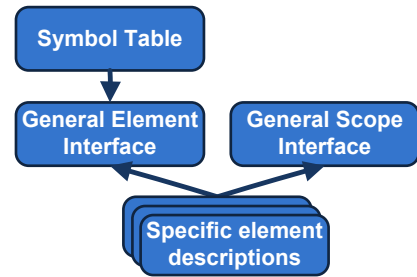 Symbol Table
General Element
Interface
General Scope
Interface
Specific element
descriptions